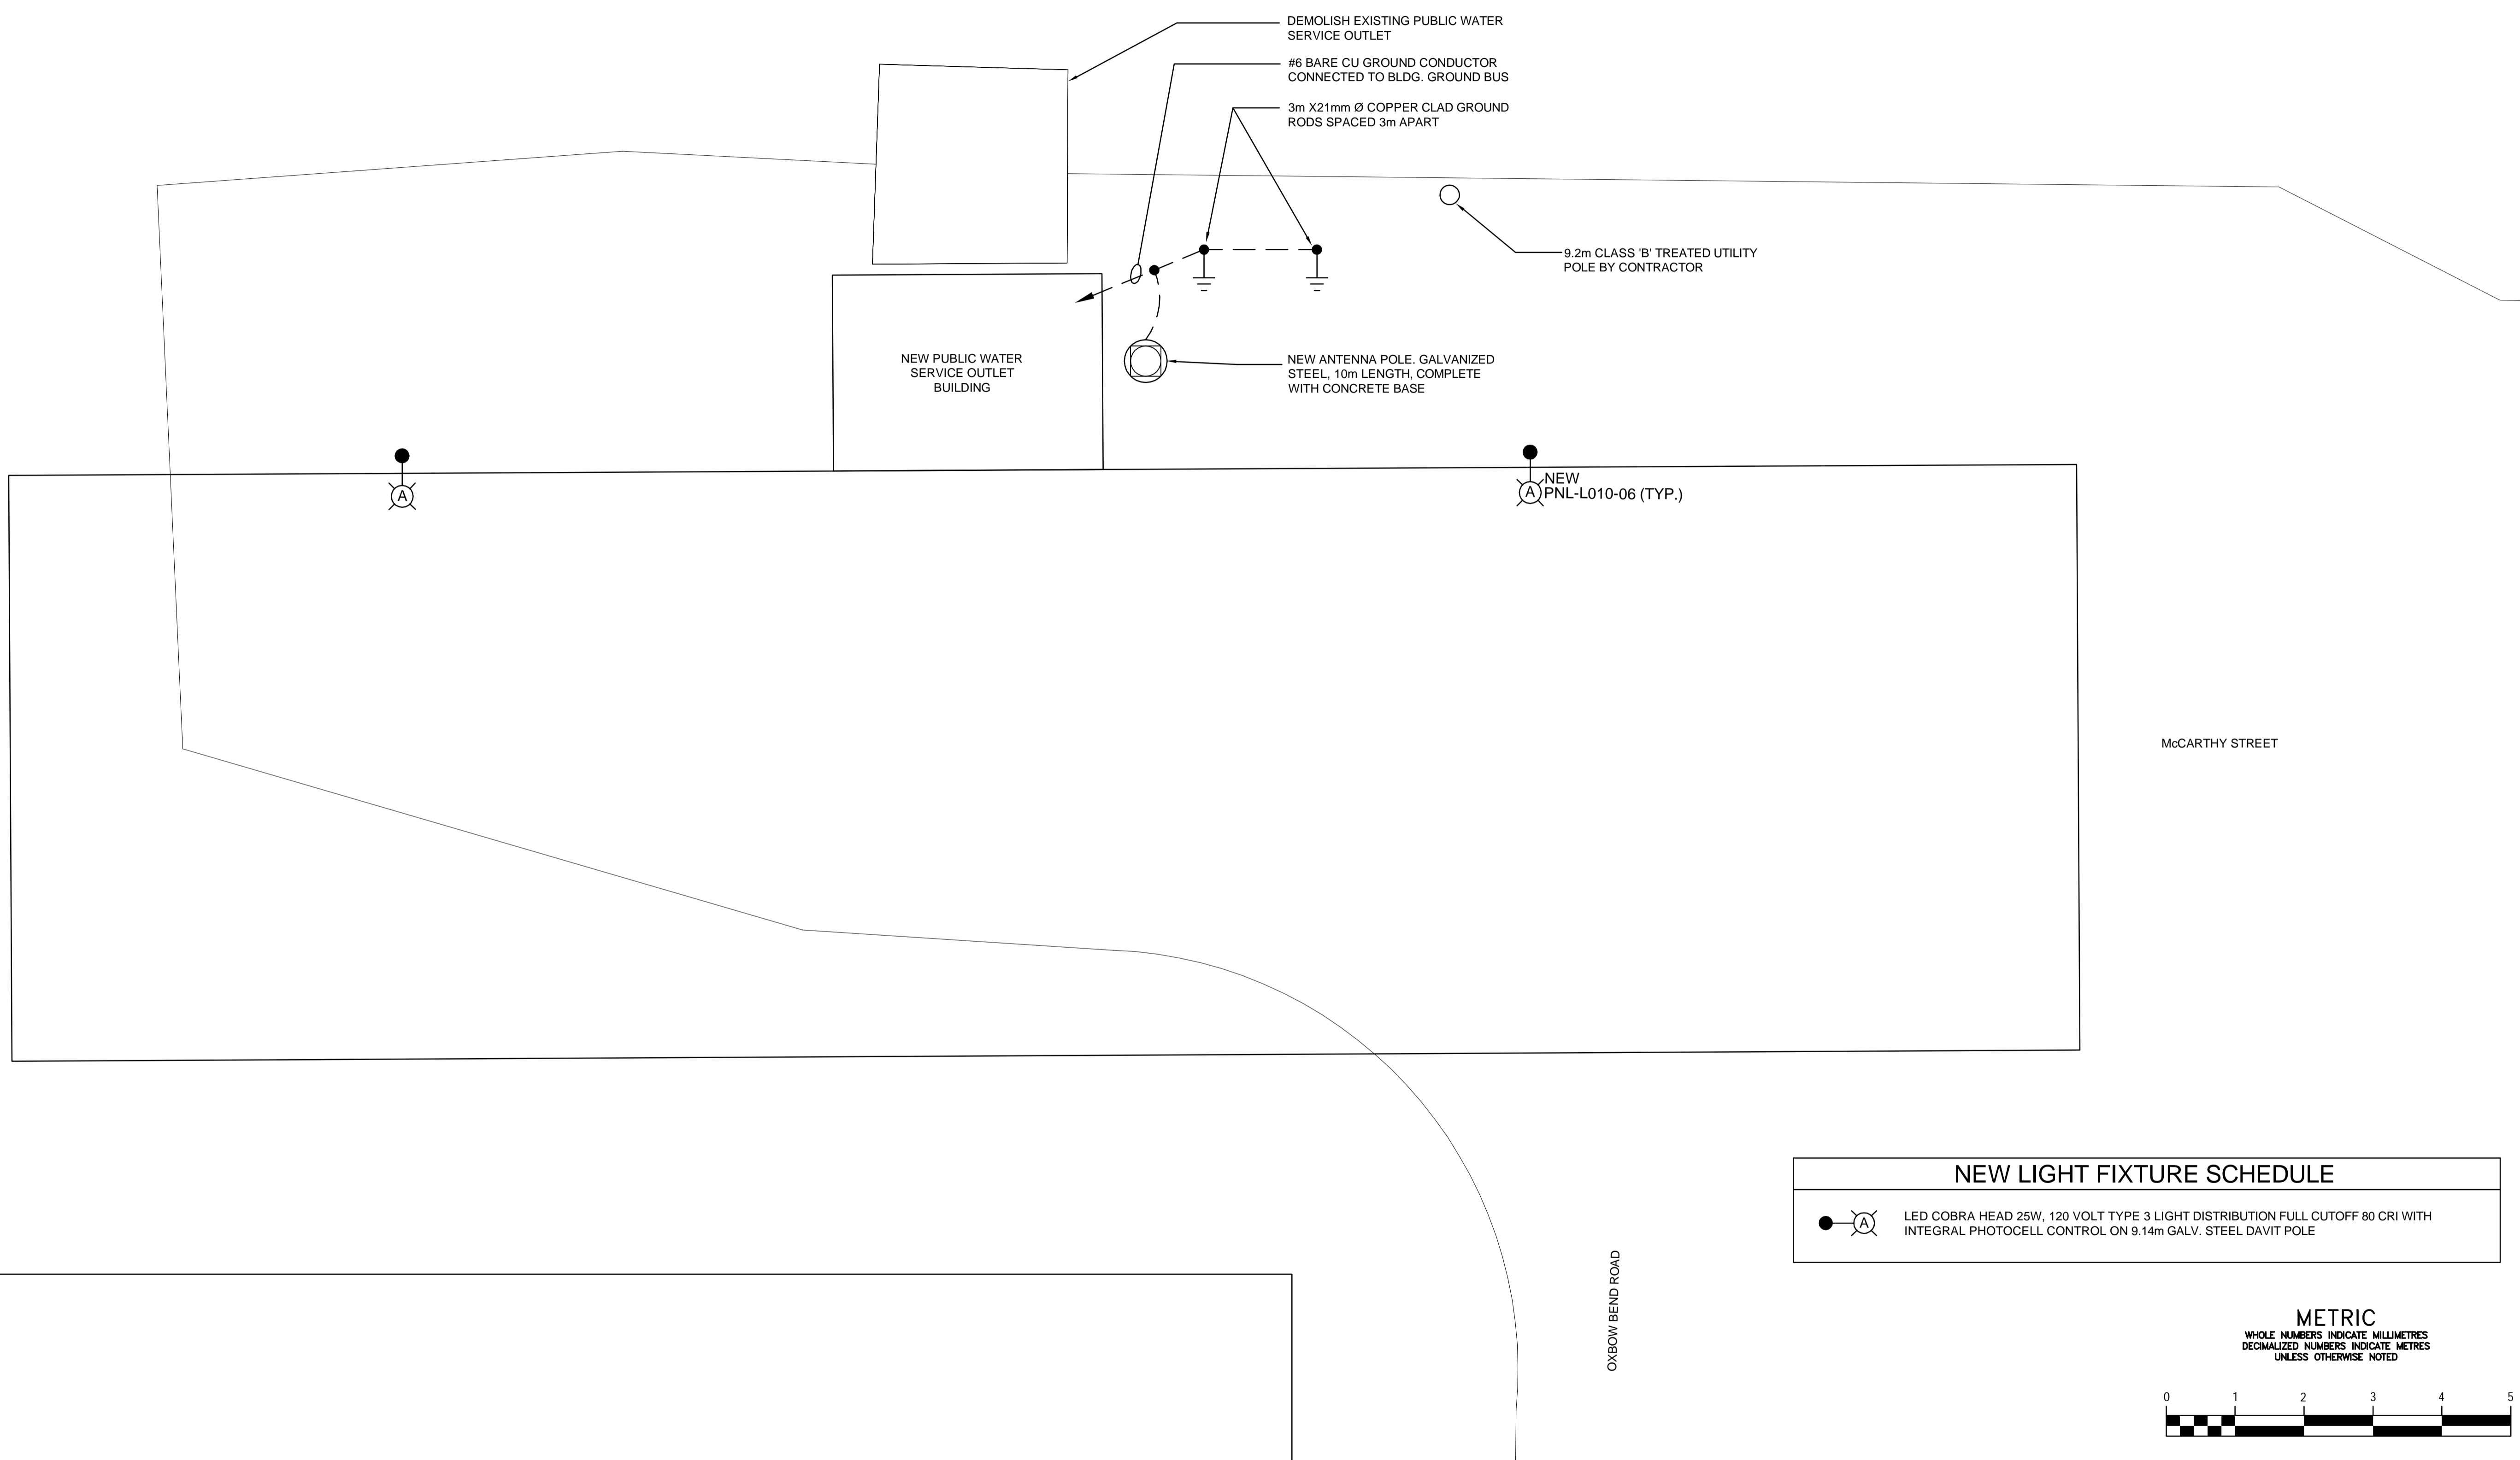 DEMOLISH EXISTING PUBLIC WATER
SERVICE OUTLET
#6 BARE CU GROUND CONDUCTOR
CONNECTED TO BLDG. GROUND BUS
3m X21mm Ø COPPER CLAD GROUND
RODS SPACED 3m APART
9.2m CLASS 'B' TREATED UTILITY
POLE BY CONTRACTOR
NEW PUBLIC WATER
SERVICE OUTLET
BUILDING
NEW ANTENNA POLE. GALVANIZED
STEEL, 10m LENGTH, COMPLETE
WITH CONCRETE BASE
A
NEW
A PNL-L010-06 (TYP.)
McCARTHY STREET
NEW LIGHT FIXTURE SCHEDULE
A
LED COBRA HEAD 25W, 120 VOLT TYPE 3 LIGHT DISTRIBUTION FULL CUTOFF 80 CRI WITH
INTEGRAL PHOTOCELL CONTROL ON 9.14m GALV. STEEL DAVIT POLE
OXBOW BEND ROAD
METRIC
WHOLE NUMBERS INDICATE MILLIMETRES
DECIMALIZED NUMBERS INDICATE METRES
UNLESS OTHERWISE NOTED
0 1 2 3 4 5